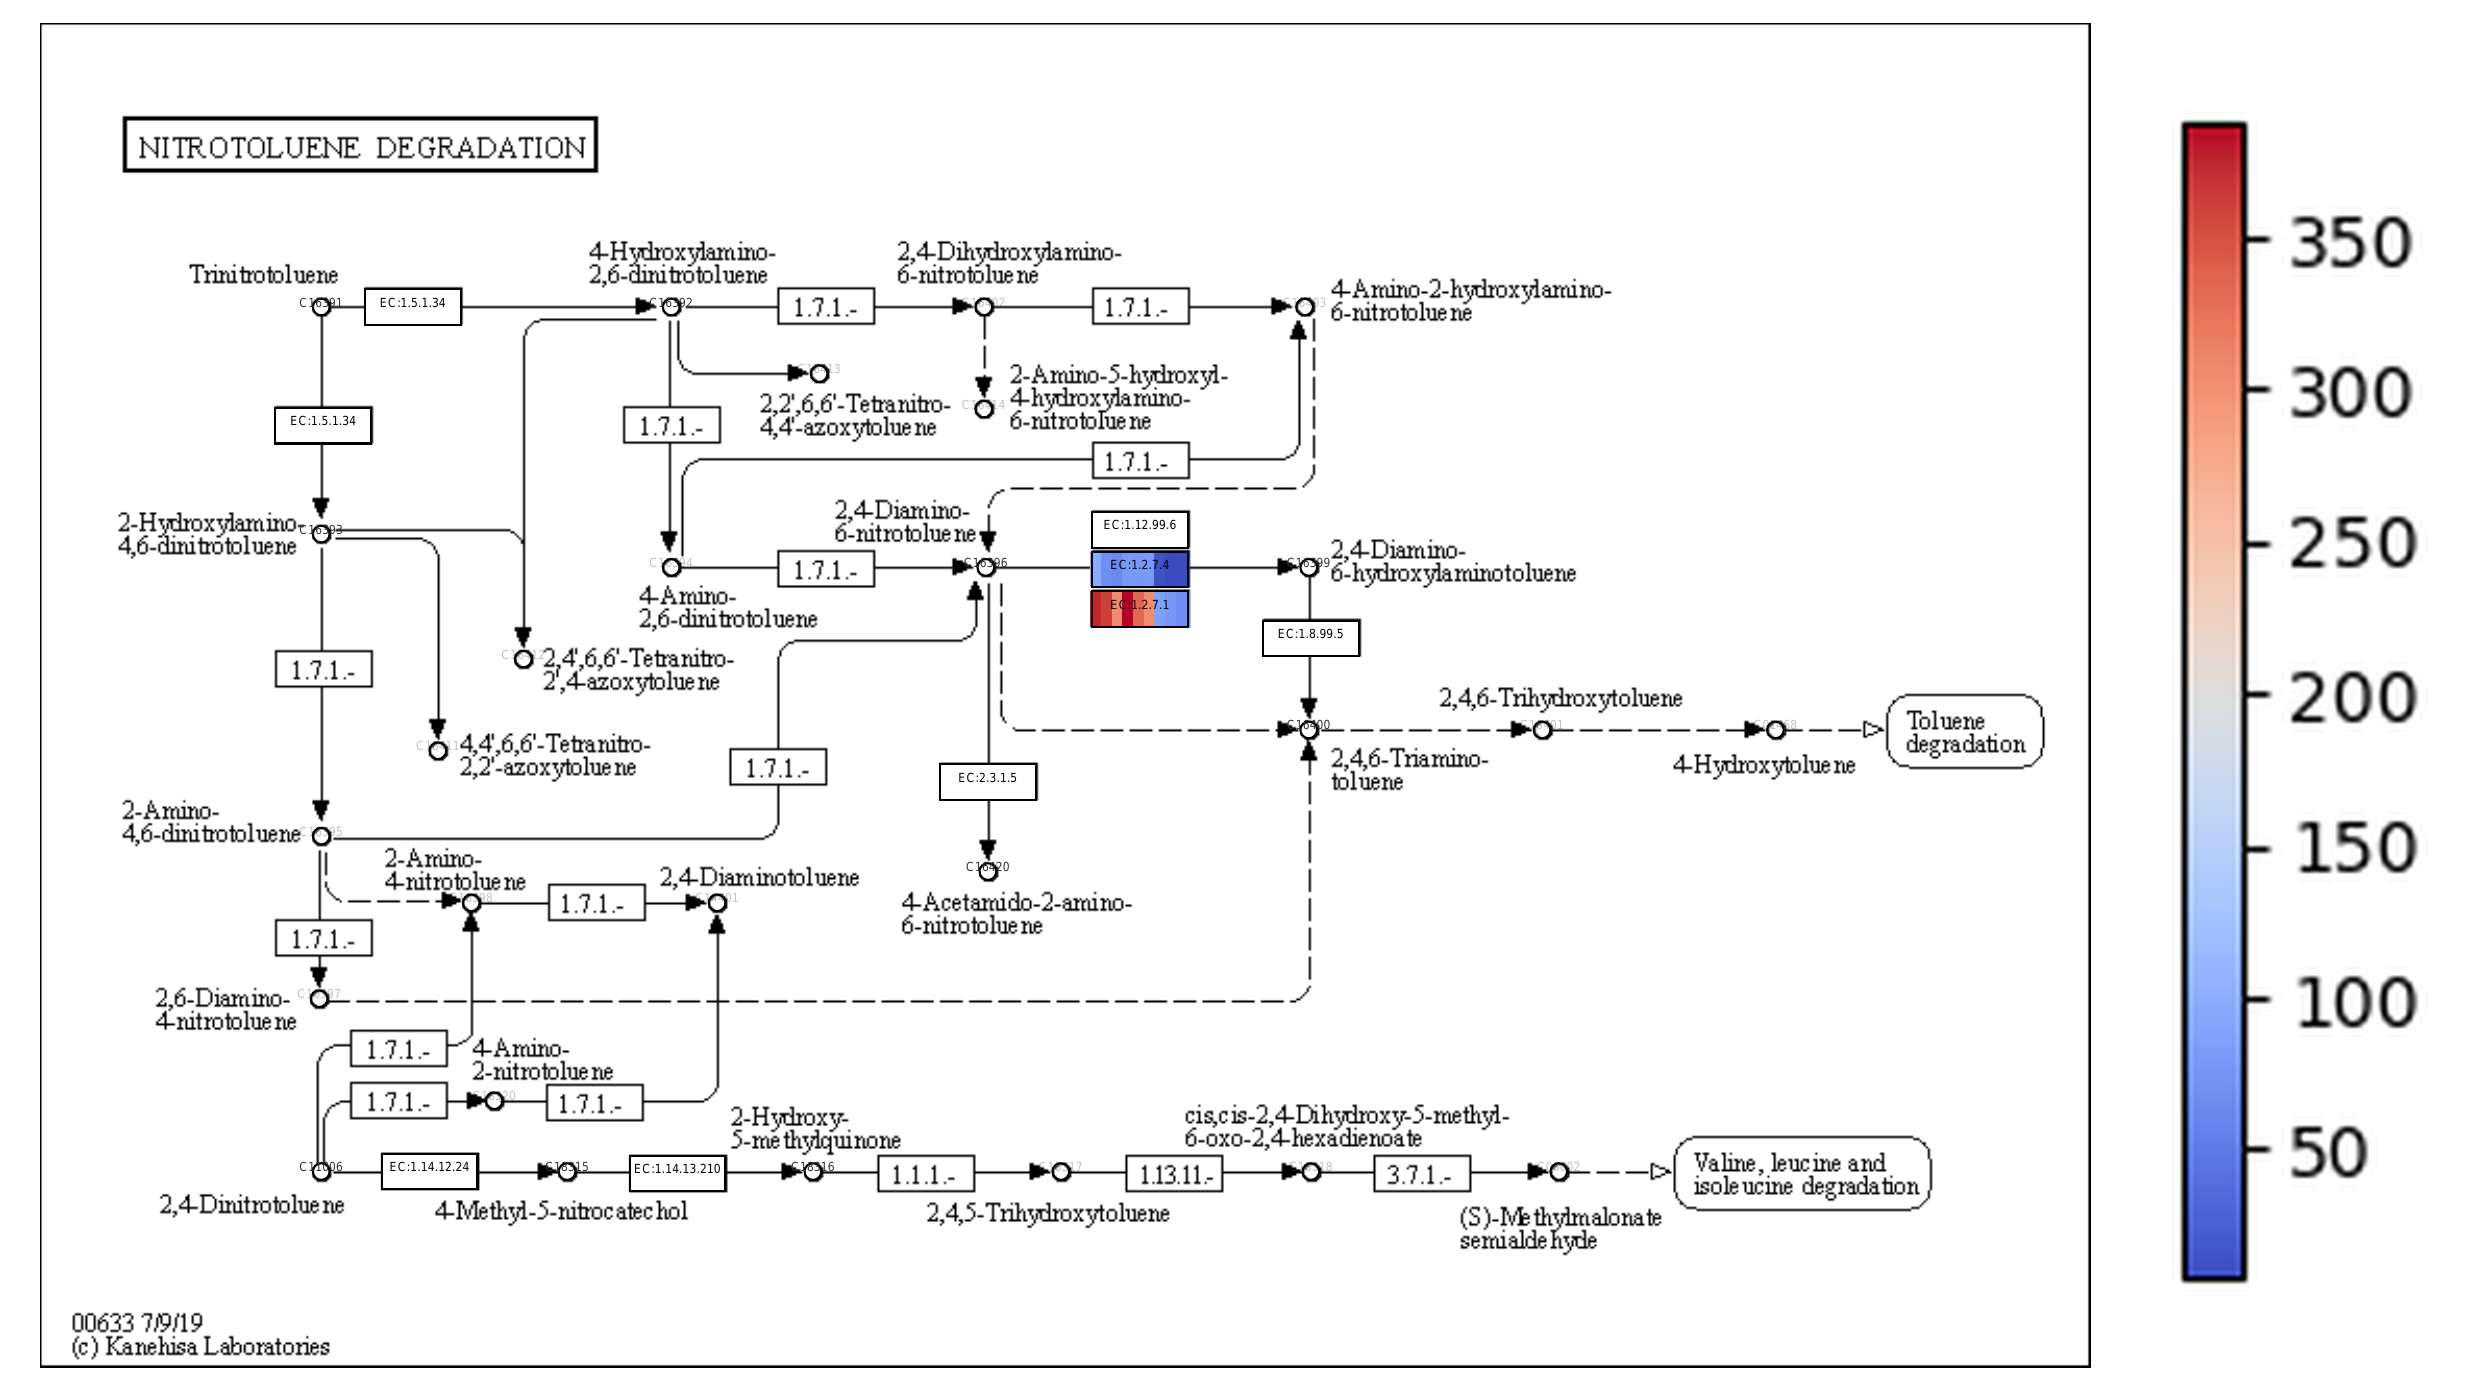 NITROTOLUENE DEGRADATION
Trinitrotoluene
4-Hydroxylamino-
2,6-dinitrotoluene
2,4-Dihydroxylamino-
6-nitrotoluene
4-Amino-2-hydroxylamino-
6-nitrotoluene
C16391
EC:1.5.1.34
C16392
1.7.1.-
1.7.1.-
2,2',6,6'-Tetranitro-
4,4'-azoxytoluene
2-Amino-5-hydroxyl-
4-hydroxylamino-
6-nitrotoluene
EC:1.5.1.34
1.7.1.-
1.7.1.-
2-Hydroxylamino-
4,6-dinitrotoluene
C16393
2,4-Diamino-
6-nitrotoluene
EC:1.12.99.6
1.7.1.-
C16396
EC:1.2.7.4
EC:1.2.7.1
2,4-Diamino-
6-hydroxylaminotoluene
4-Amino-
2,6-dinitrotoluene
EC:1.8.99.5
1.7.1.-
2,4',6,6'-Tetranitro-
2',4-azoxytoluene
4,4',6,6'-Tetranitro-
2,2'-azoxytoluene
1.7.1.-
EC:2.3.1.5
C16400
2,4,6-Triamino-
toluene
2,4,6-Trihydroxytoluene
4-Hydroxytoluene
Toluene
degradation
2-Amino-
4,6-dinitrotoluene
2-Amino-
4-nitrotoluene
1.7.1.-
2,4-Diaminotoluene
C16420
4-Acetamido-2-amino-
6-nitrotoluene
1.7.1.-
2,6-Diamino-
4-nitrotoluene
1.7.1.-
4-Amino-
2-nitrotoluene
1.7.1.-
1.7.1.-
2-Hydroxy-
5-methylquinone
cis,cis-2,4-Dihydroxy-5-methyl-
6-oxo-2,4-hexadienoate
C11006
EC:1.14.12.24
C16315
EC:1.14.13.210
C16316
1.1.1.-
1.13.11.-
3.7.1.-
Valine, leucine and
isoleucine degradation
2,4-Dinitrotoluene
4-Methyl-5-nitrocatechol
2,4,5-Trihydroxytoluene
(S)-Methylmalonate
semialdehyde
00633 7/9/19
(c) Kanehisa Laboratories
350
300
250
200
150
100
50